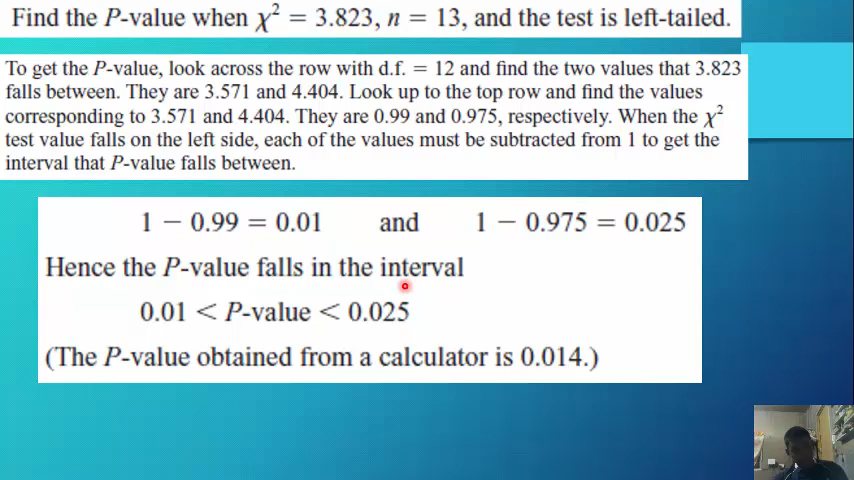 Find the P-value when χ² = 3.823, n = 13, and the test is left-tailed.
To get the P-value, look across the row with d.f. = 12 and find the two values that 3.823
falls between. They are 3.571 and 4.404. Look up to the top row and find the values
corresponding to 3.571 and 4.404. They are 0.99 and 0.975, respectively. When the χ²
test value falls on the left side, each of the values must be subtracted from 1 to get the
interval that P-value falls between.
1 − 0.99 = 0.01 and 1 − 0.975 = 0.025
Hence the P-value falls in the interval
0.01 < P-value < 0.025
(The P-value obtained from a calculator is 0.014.)